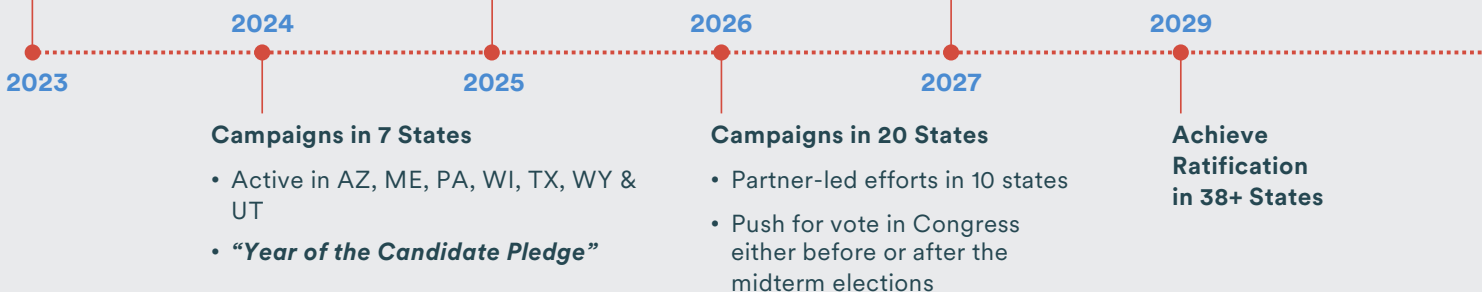 2024
2026
2029
2023
2025
2027
Campaigns in 7 States
• Active in AZ, ME, PA, WI, TX, WY &
UT
• “Year of the Candidate Pledge”
Campaigns in 20 States
• Partner-led efforts in 10 states
• Push for vote in Congress
either before or after the
midterm elections
Achieve
Ratification
in 38+ States